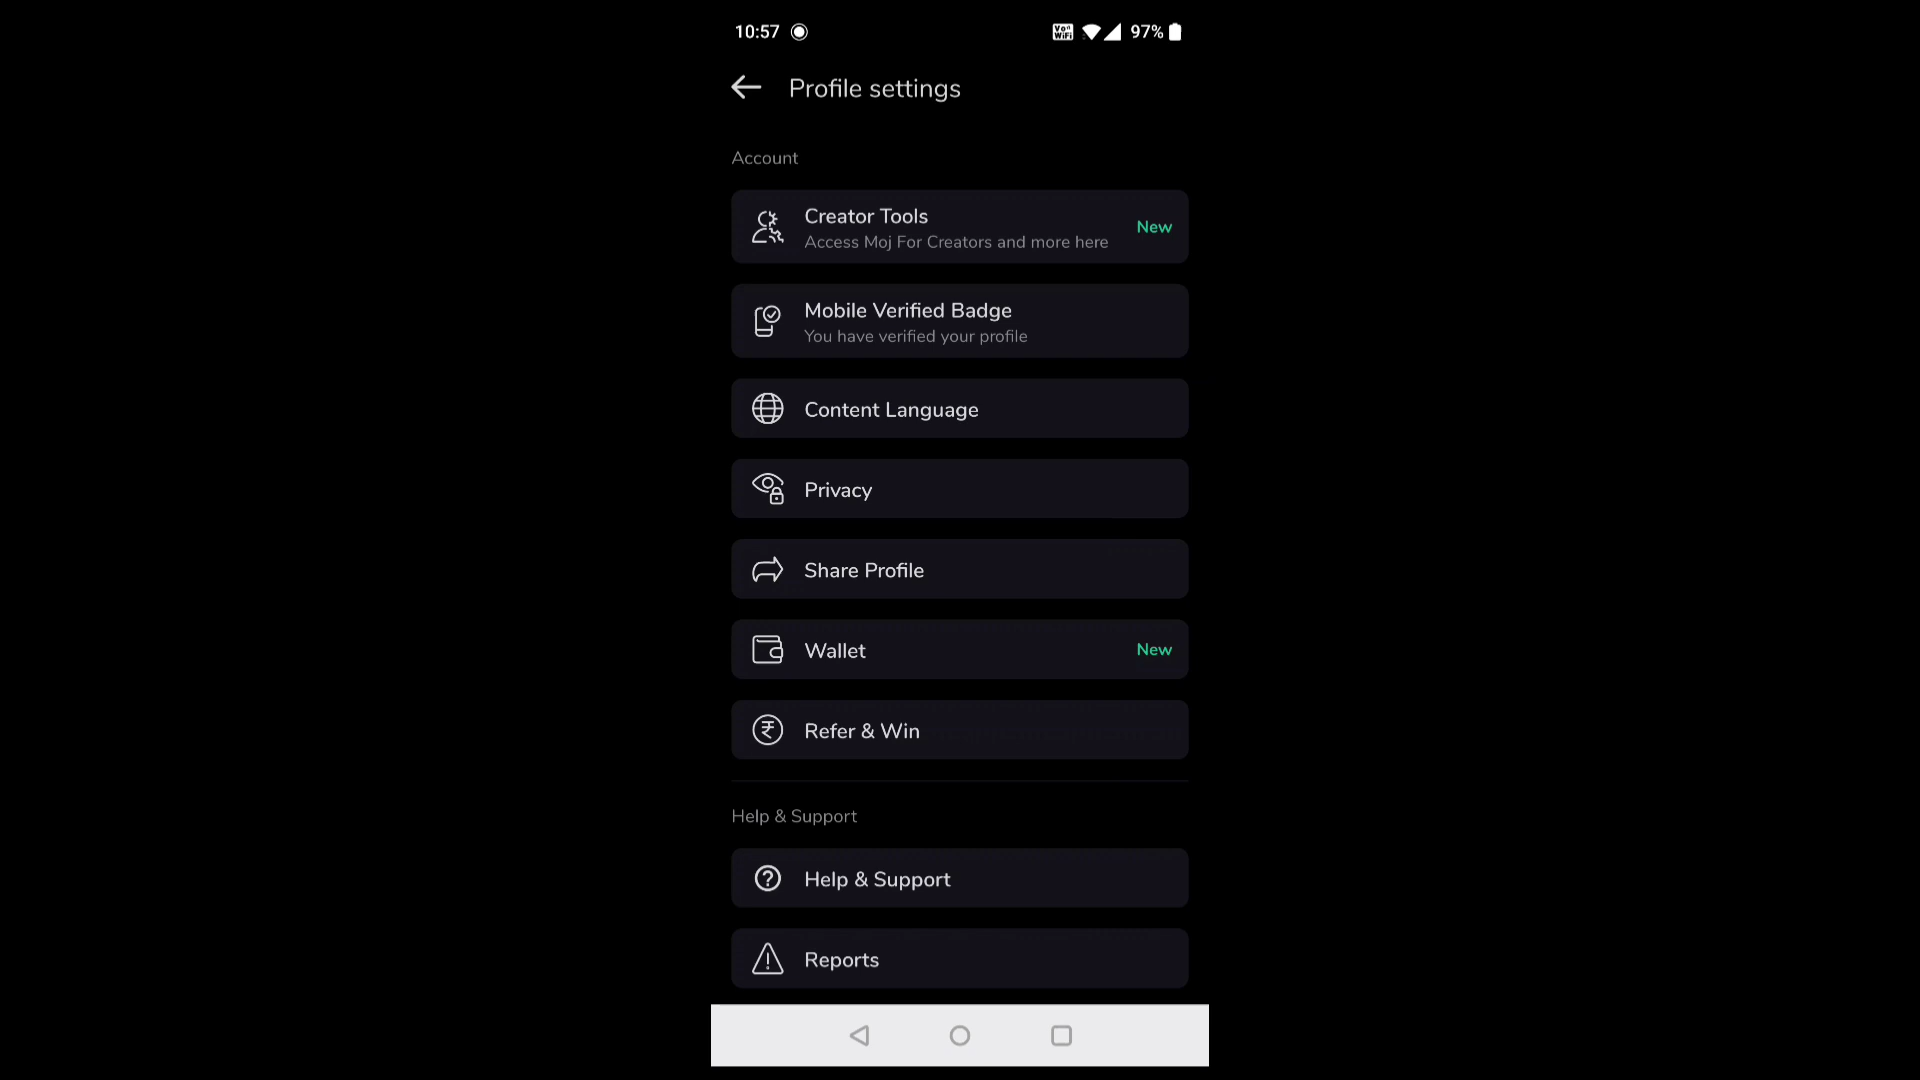 10:57
Vo))
WiFi
97%
Profile settings
Account
Creator Tools
Access Moj For Creators and more here
New
Mobile Verified Badge
You have verified your profile
Content Language
Privacy
Share Profile
Wallet
New
Refer & Win
Help & Support
Help & Support
Reports